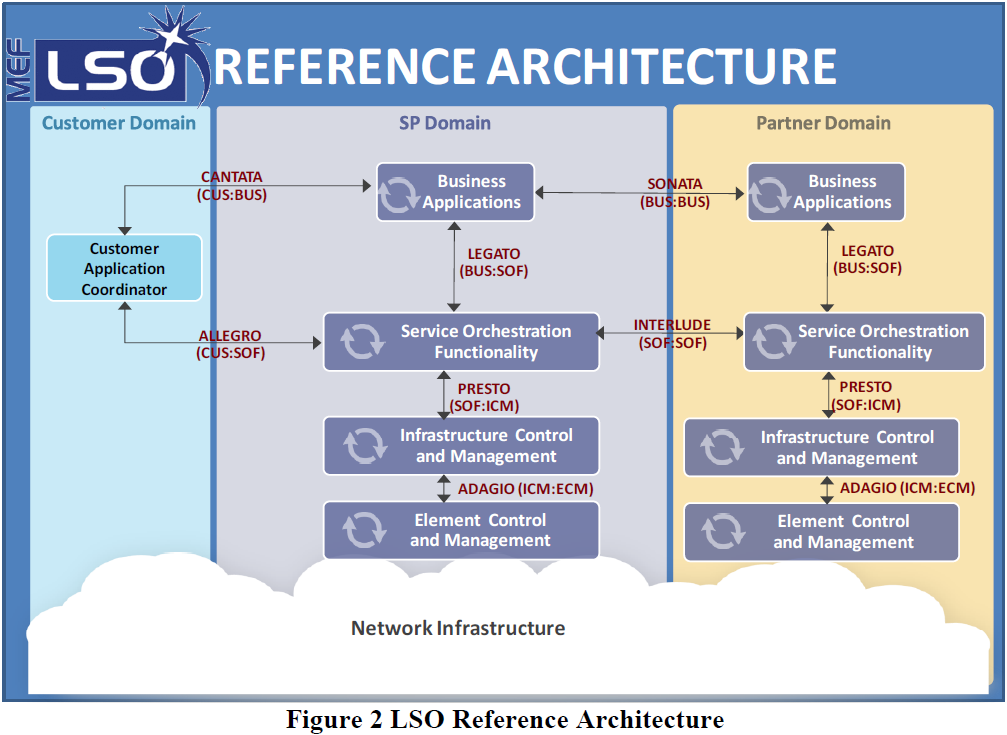 MEF
LSO
REFERENCE ARCHITECTURE
Customer Domain
SP Domain
Partner Domain
CANTATA
(CUS:BUS)
Business
Applications
SONATA
(BUS:BUS)
Business
Applications
Customer
Application
Coordinator
LEGATO
(BUS:SOF)
LEGATO
(BUS:SOF)
ALLEGRO
(CUS:SOF)
Service Orchestration
Functionality
INTERLUDE
(SOF:SOF)
Service Orchestration
Functionality
PRESTO
(SOF:ICM)
PRESTO
(SOF:ICM)
Infrastructure Control
and Management
Infrastructure Control
and Management
ADAGIO (ICM:ECM)
ADAGIO (ICM:ECM)
Element Control
and Management
Element Control
and Management
Network Infrastructure
Figure 2 LSO Reference Architecture